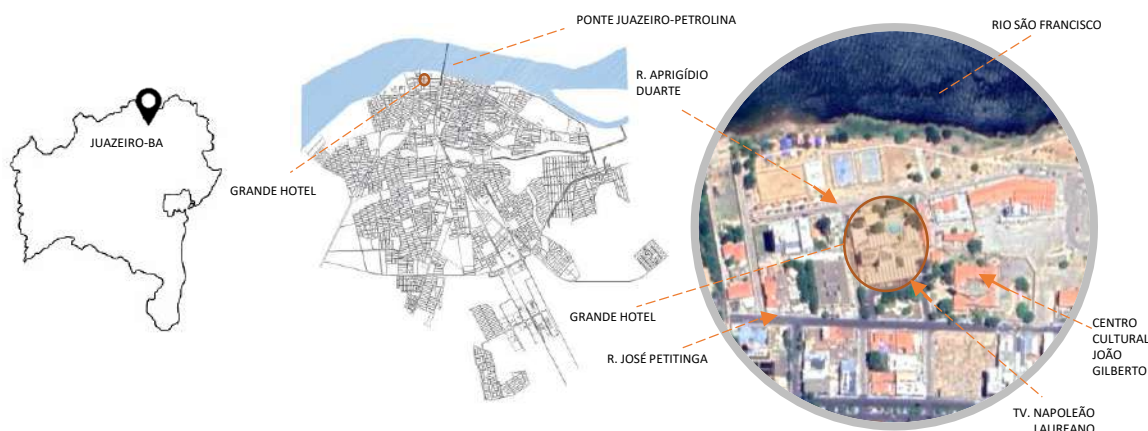 JUAZEIRO-BA
PONTE JUAZEIRO-PETROLINA
GRANDE HOTEL
RIO SÃO FRANCISCO
R. APRIGÍDIO
DUARTE
GRANDE HOTEL
R. JOSÉ PETITINGA
CENTRO
CULTURAL
JOÃO
GILBERTO
TV. NAPOLEÃO
LAUREANO